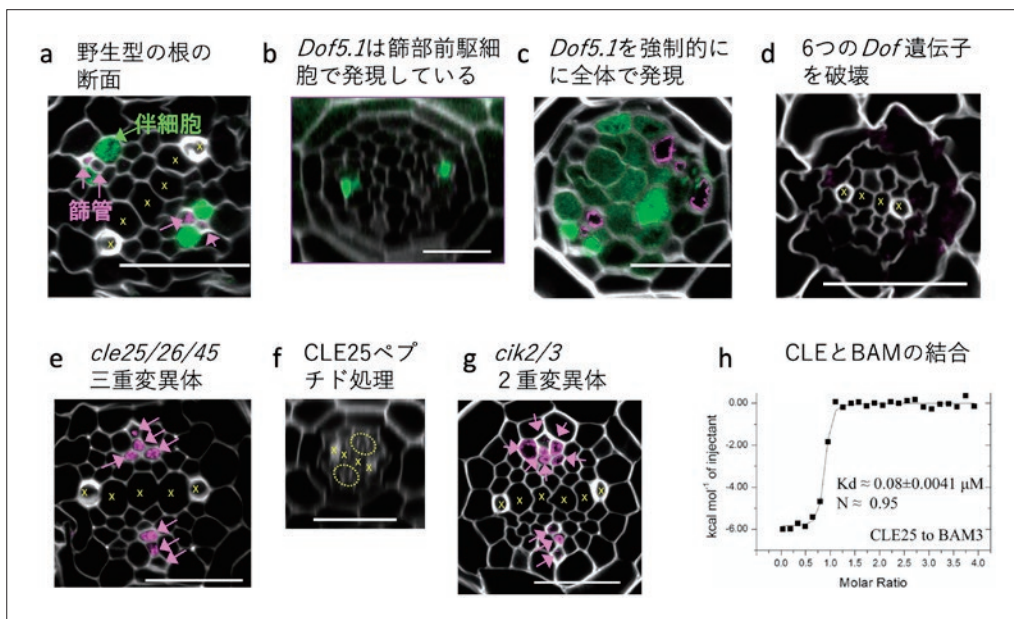 a 野生型の根の
断面
伴細胞
篩管
x x x x x
b Dof5.1は篩部前駆細
胞で発現している
c Dof5.1を強制的に
に全体で発現
d 6つのDof 遺伝子
を破壊
x x x x
e cle25/26/45
三重変異体
x x x x x
f CLE25ペプ
チド処理
x x x x
g cik2/3
２重変異体
x x x x x x
h CLEとBAMの結合
kcal mol⁻¹ of injectant
0.00
-2.00
-4.00
-6.00
Kd ≈ 0.08±0.0041 μM
N ≈ 0.95
CLE25 to BAM3
0.0 0.5 1.0 1.5 2.0 2.5 3.0 3.5 4.0
Molar Ratio